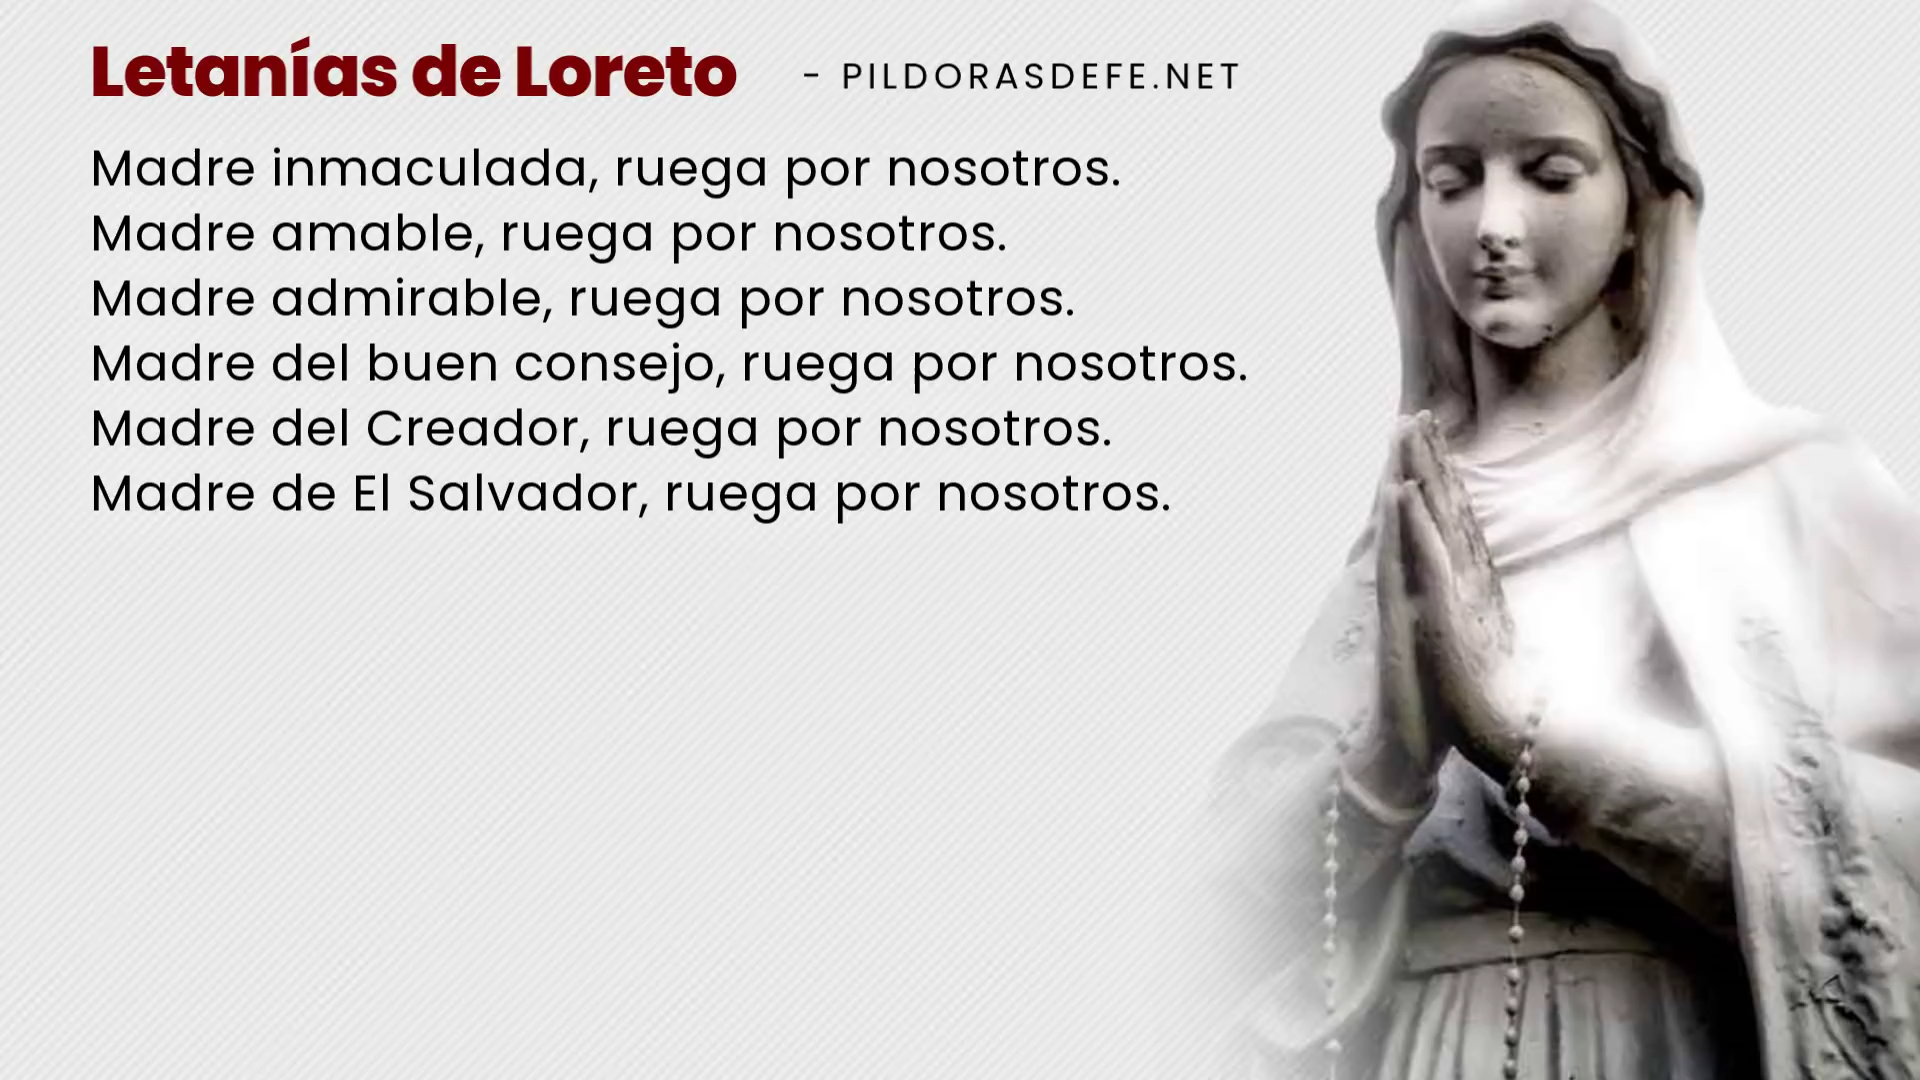 Letanías de Loreto - PILDORASDEFE.NET
Madre inmaculada, ruega por nosotros.
Madre amable, ruega por nosotros.
Madre admirable, ruega por nosotros.
Madre del buen consejo, ruega por nosotros.
Madre del Creador, ruega por nosotros.
Madre de El Salvador, ruega por nosotros.